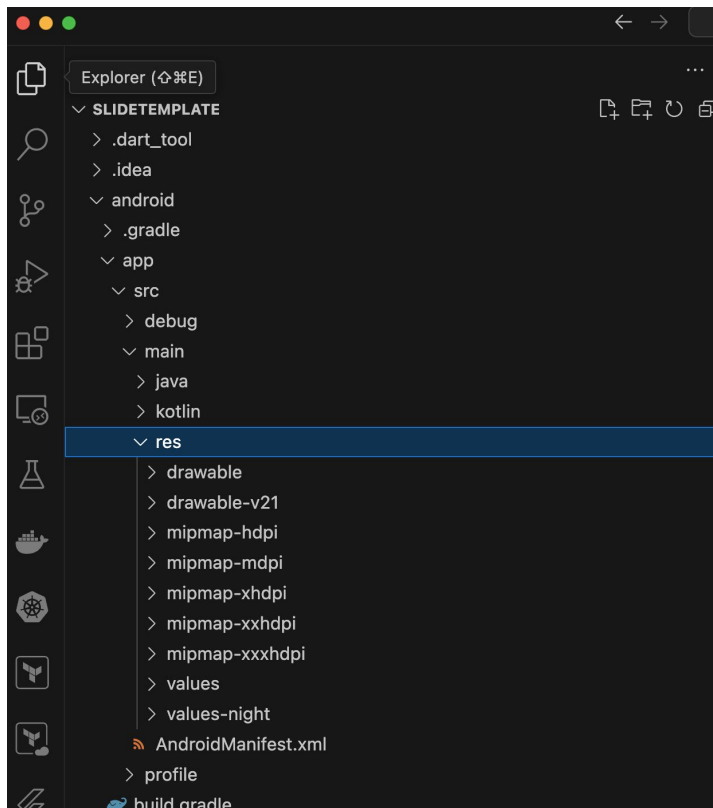 Explorer (⇧⌘E)
SLIDETEMPLATE
.dart_tool
.idea
android
.gradle
app
src
debug
main
java
kotlin
res
drawable
drawable-v21
mipmap-hdpi
mipmap-mdpi
mipmap-xhdpi
mipmap-xxhdpi
mipmap-xxxhdpi
values
values-night
AndroidManifest.xml
profile
build.gradle